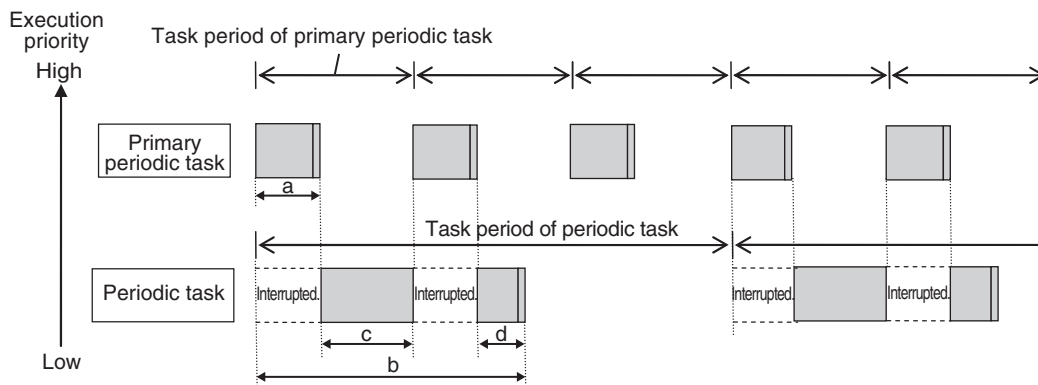 Execution
priority
High
Task period of primary periodic task
Primary
periodic task
a
Task period of periodic task
Periodic task
Interrupted.
Interrupted.
Interrupted.
Interrupted.
c
d
b
Low